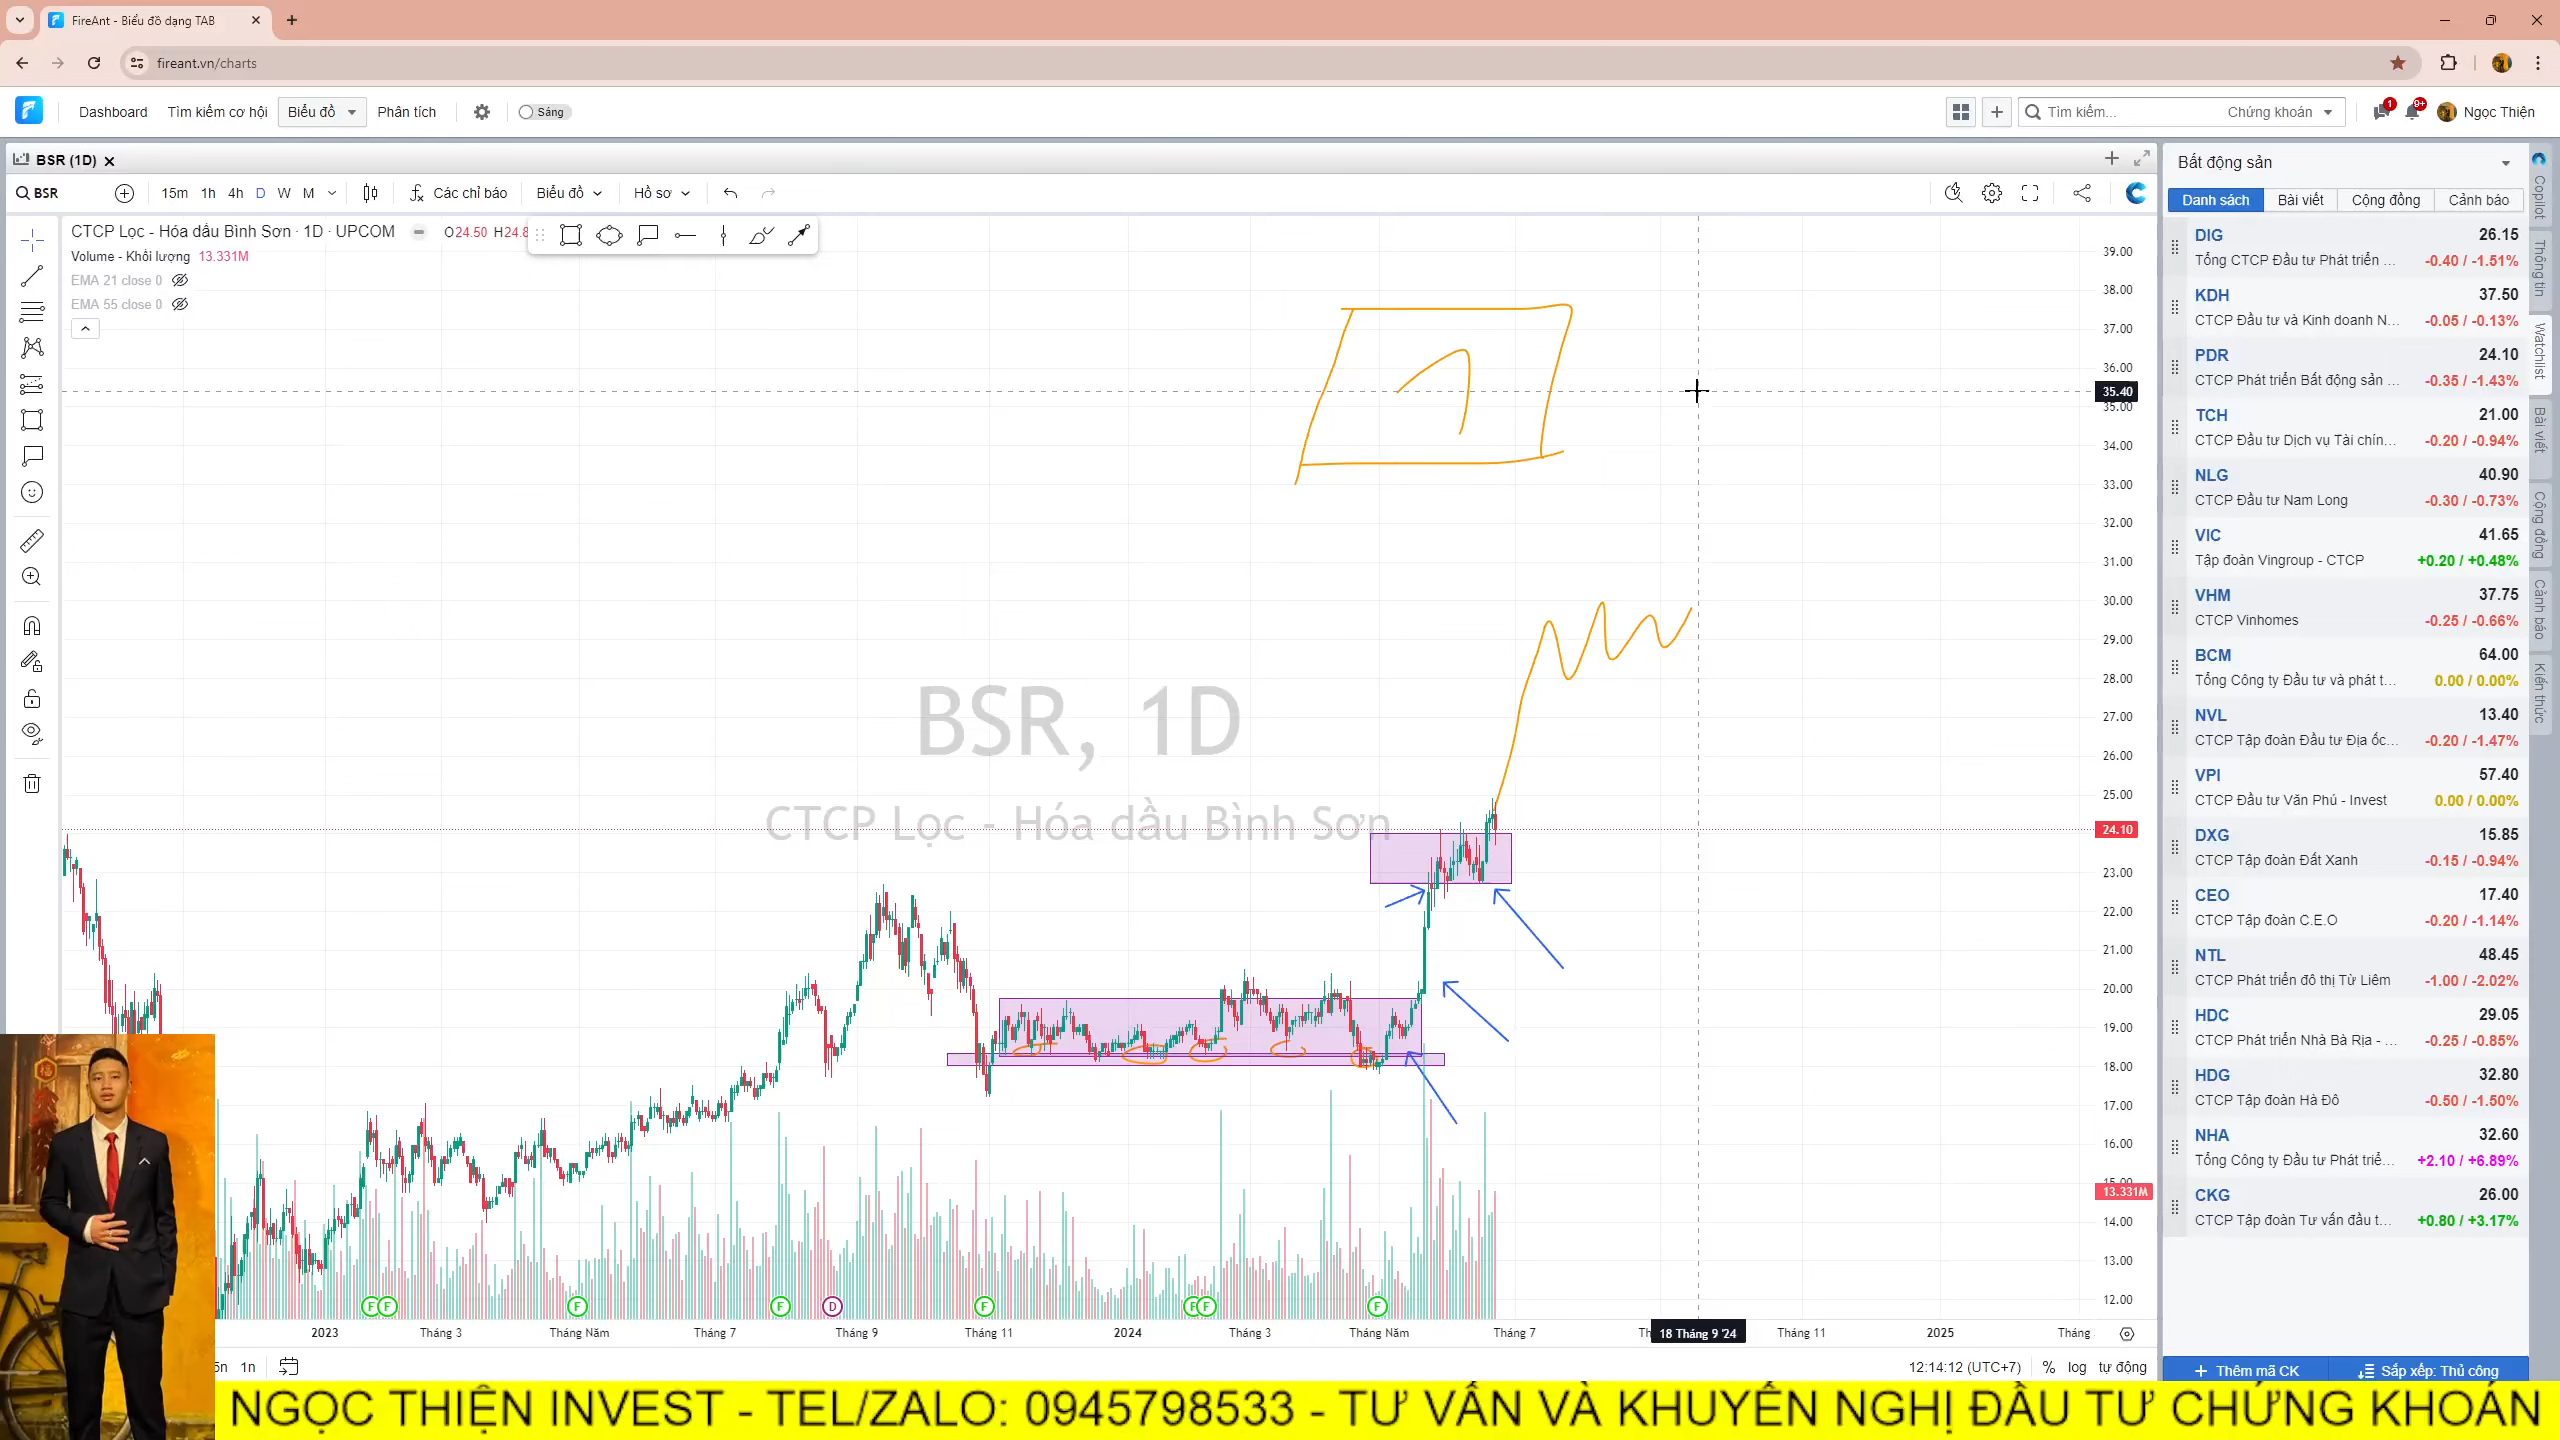 FireAnt - Biểu đồ dạng TAB
fireant.vn/charts
Dashboard Tìm kiếm cơ hội Biểu đồ Phân tích Sáng Tìm kiếm... Chứng khoán 1 9+ Ngọc Thiện
BSR (1D)
BSR 15m 1h 4h D W M Các chỉ báo Biểu đồ Hồ sơ
CTCP Lọc - Hóa dầu Bình Sơn · 1D · UPCOM O24.50 H24.8
Volume - Khối lượng 13.331M
EMA 21 close 0
EMA 55 close 0
BSR, 1D
CTCP Lọc - Hóa dầu Bình Sơn
39.00
38.00
37.00
36.00
35.40
35.00
34.00
33.00
32.00
31.00
30.00
29.00
28.00
27.00
26.00
25.00
24.10
23.00
22.00
21.00
20.00
19.00
18.00
17.00
16.00
15.00
13.331M
14.00
13.00
12.00
F F F F D F F F F
2023 Tháng 3 Tháng Năm Tháng 7 Tháng 9 Tháng 11 2024 Tháng 3 Tháng Năm Tháng 7 18 Tháng 9 '24 Tháng 11 2025 Tháng
1n 12:14:12 (UTC+7) % log tự động
Bất động sản
Danh sách Bài viết Cộng đồng Cảnh báo
DIG 26.15
Tổng CTCP Đầu tư Phát triển ... -0.40 / -1.51%
KDH 37.50
CTCP Đầu tư và Kinh doanh N... -0.05 / -0.13%
PDR 24.10
CTCP Phát triển Bất động sản ... -0.35 / -1.43%
TCH 21.00
CTCP Đầu tư Dịch vụ Tài chín... -0.20 / -0.94%
NLG 40.90
CTCP Đầu tư Nam Long -0.30 / -0.73%
VIC 41.65
Tập đoàn Vingroup - CTCP +0.20 / +0.48%
VHM 37.75
CTCP Vinhomes -0.25 / -0.66%
BCM 64.00
Tổng Công ty Đầu tư và phát t... 0.00 / 0.00%
NVL 13.40
CTCP Tập đoàn Đầu tư Địa ốc... -0.20 / -1.47%
VPI 57.40
CTCP Đầu tư Văn Phú - Invest 0.00 / 0.00%
DXG 15.85
CTCP Tập đoàn Đất Xanh -0.15 / -0.94%
CEO 17.40
CTCP Tập đoàn C.E.O -0.20 / -1.14%
NTL 48.45
CTCP Phát triển đô thị Từ Liêm -1.00 / -2.02%
HDC 29.05
CTCP Phát triển Nhà Bà Rịa - ... -0.25 / -0.85%
HDG 32.80
CTCP Tập đoàn Hà Đô -0.50 / -1.50%
NHA 32.60
Tổng Công ty Đầu tư Phát triể... +2.10 / +6.89%
CKG 26.00
CTCP Tập đoàn Tư vấn đầu t... +0.80 / +3.17%
Thêm mã CK Sắp xếp: Thủ công
Copilot
Thông tin
Watchlist
Bài viết
Cộng đồng
Cảnh báo
Kiến thức
NGỌC THIỆN INVEST - TEL/ZALO: 0945798533 - TƯ VẤN VÀ KHUYẾN NGHỊ ĐẦU TƯ CHỨNG KHOÁN